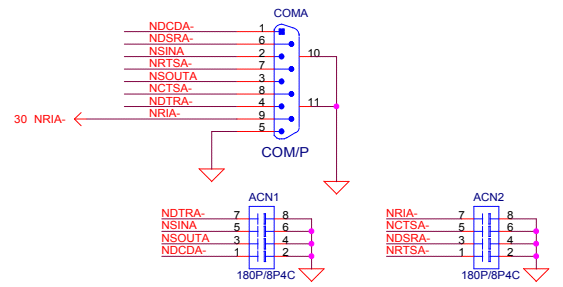 COMA
NDCDA- 1
NDSRA- 6
NSINA 2 10
NRTSA- 7
NSOUTA 3
NCTSA- 8
NDTRA- 4 11
30 NRIA- NRIA- 9
5
COM/P
ACN1 ACN2
NDTRA- 7 8 NRIA- 7 8
NSINA 5 6 NCTSA- 5 6
NSOUTA 3 4 NDSRA- 3 4
NDCDA- 1 2 NRTSA- 1 2
180P/8P4C 180P/8P4C